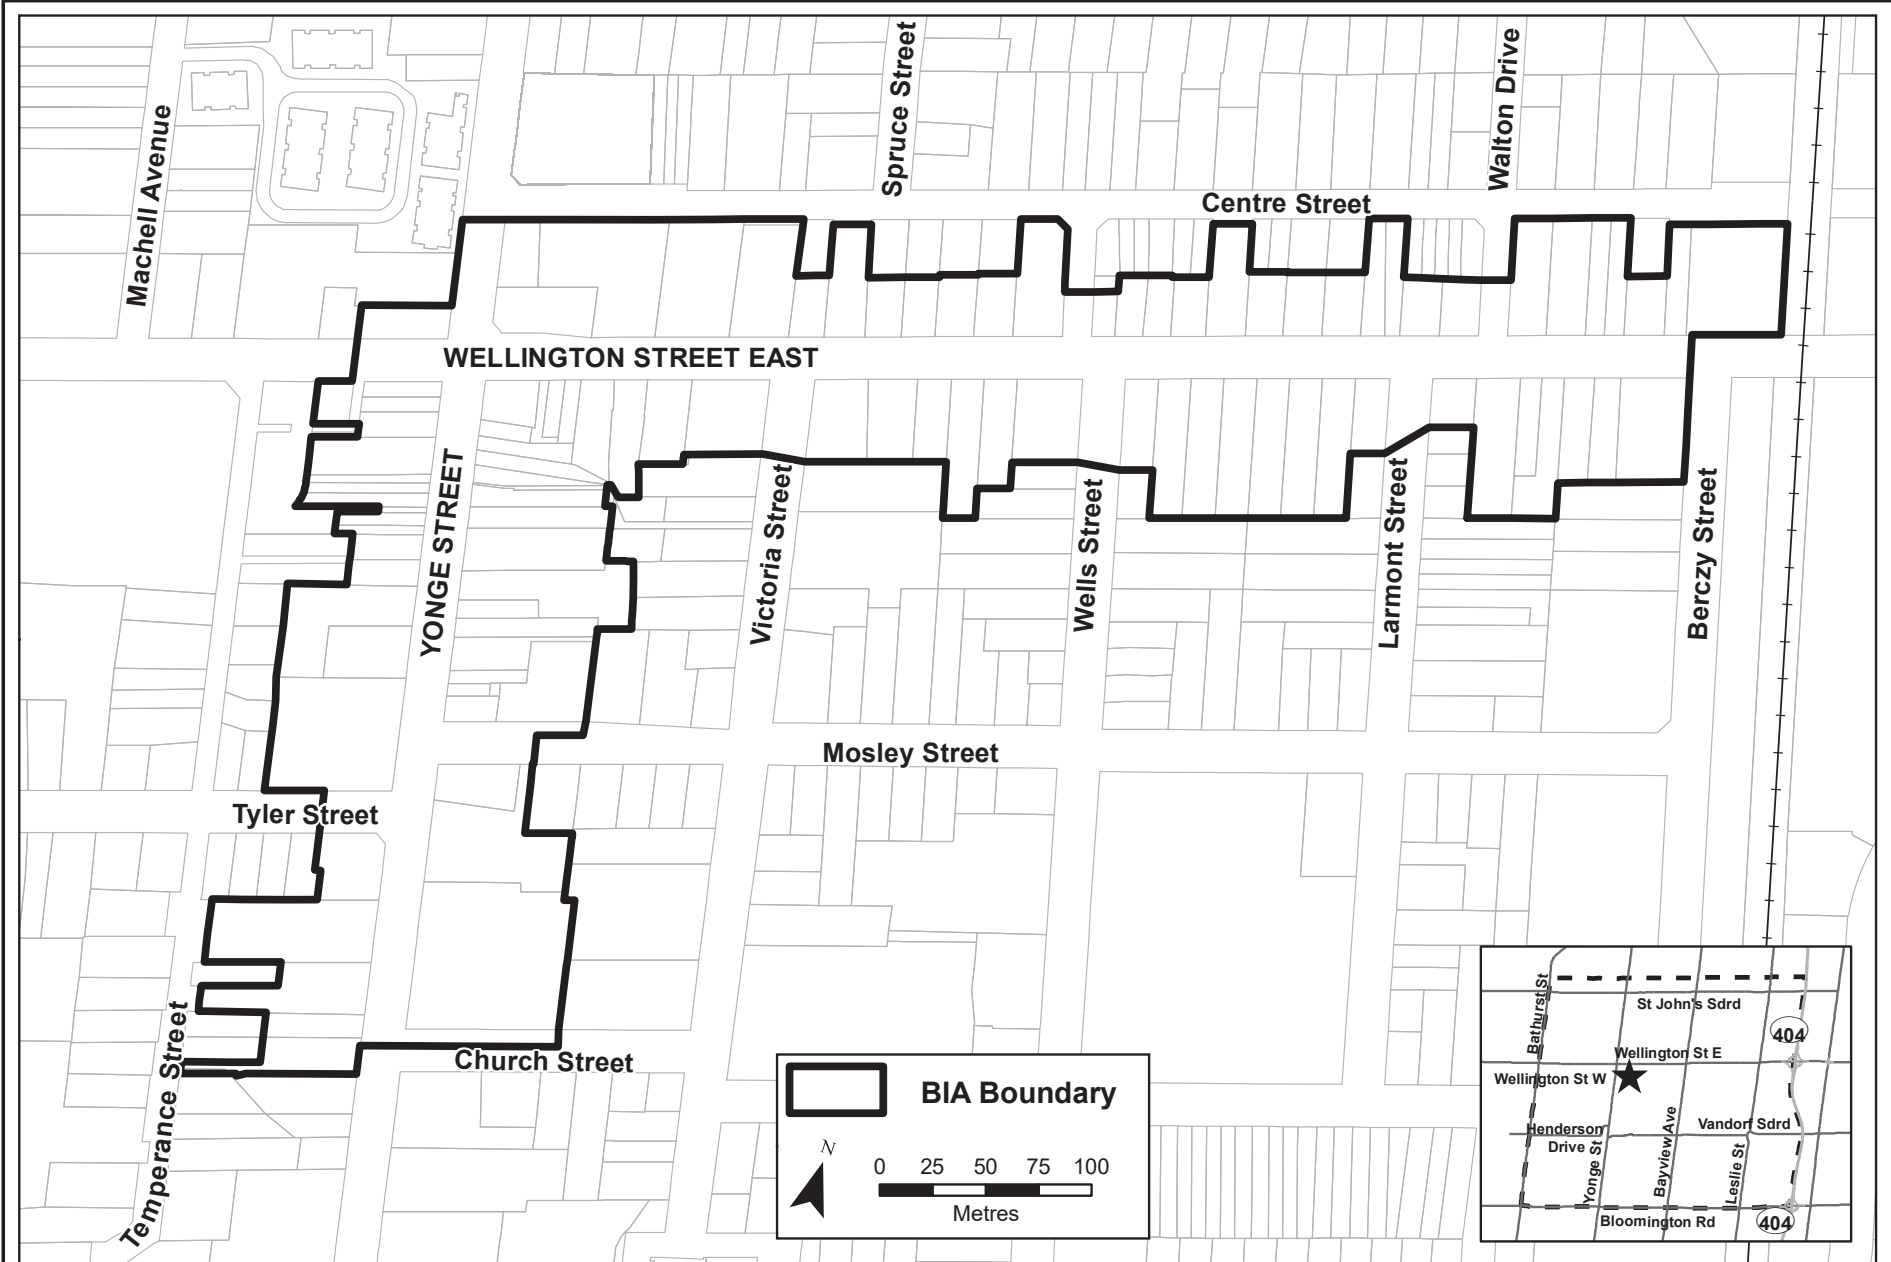 Spruce Street
Walton Drive
Machell Avenue
Centre Street
WELLINGTON STREET EAST
YONGE STREET
Victoria Street
Wells Street
Larmont Street
Berczy Street
Mosley Street
Tyler Street
Church Street
Temperance Street
BIA Boundary
N
0 25 50 75 100
Metres
Bathurst St
St John's Sdrd
404
Wellington St E
Wellington St W
Henderson
Drive
Yonge St
Bayview Ave
Vandorf Sdrd
Leslie St
Bloomington Rd
404